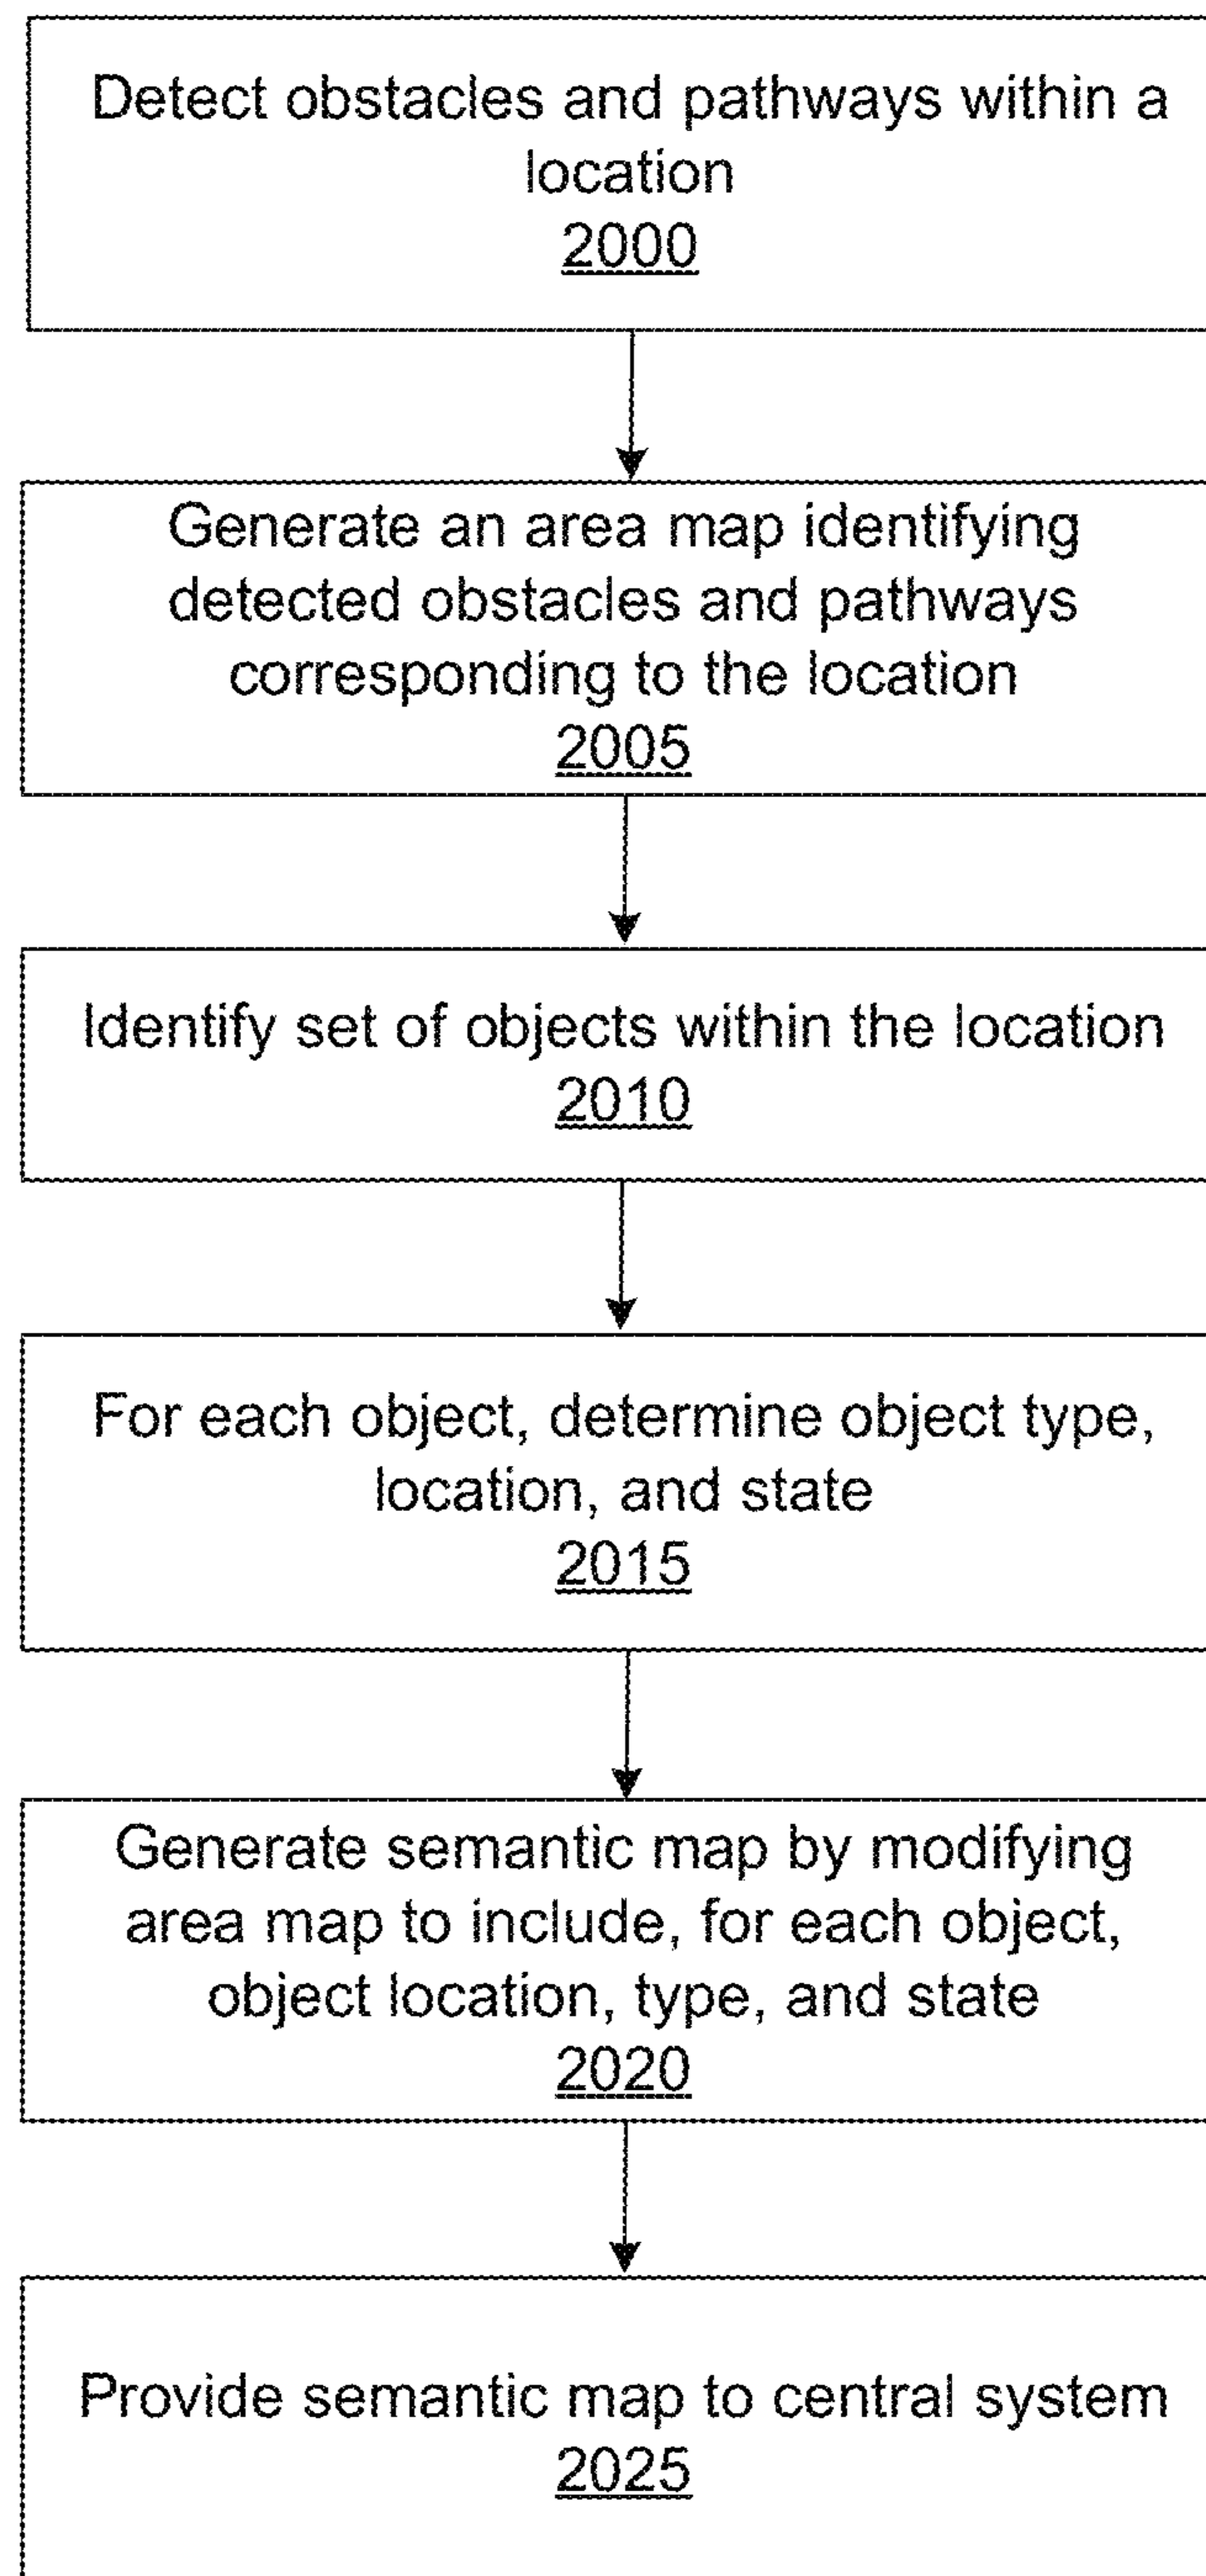 Detect obstacles and pathways within a
location
2000
Generate an area map identifying
detected obstacles and pathways
corresponding to the location
2005
Identify set of objects within the location
2010
For each object, determine object type,
location, and state
2015
Generate semantic map by modifying
area map to include, for each object,
object location, type, and state
2020
Provide semantic map to central system
2025